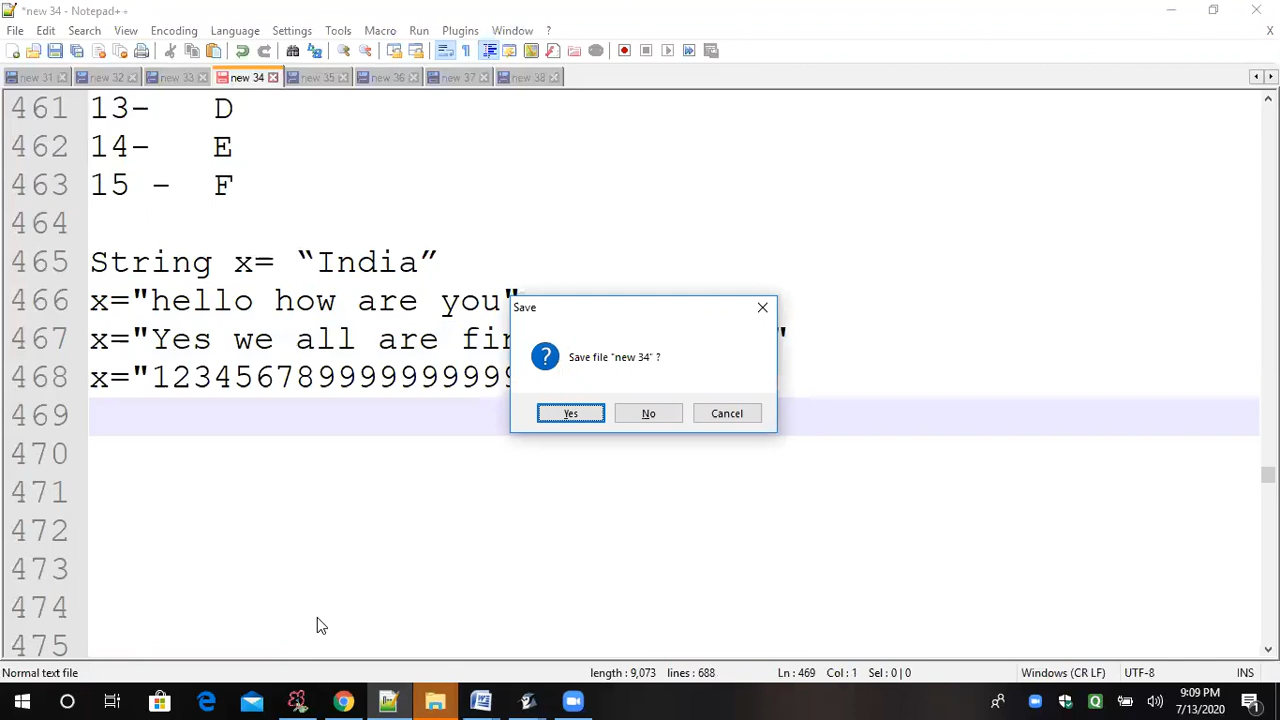 *new 34 - Notepad++
File Edit Search View Encoding Language Settings Tools Macro Run Plugins Window ? X
new 31 new 32 new 33 new 34 new 35 new 36 new 37 new 38
461 13- D
462 14- E
463 15 - F
464
465 String x= “India”
466 x="hello how are you"
467 x="Yes we all are fin "
468 x="12345678999999999
469
470
471
472
473
474
475
Save
Save file "new 34" ?
Yes No Cancel
Normal text file length : 9,073 lines : 688 Ln : 469 Col : 1 Sel : 0 | 0 Windows (CR LF) UTF-8 INS
9:09 PM
7/13/2020